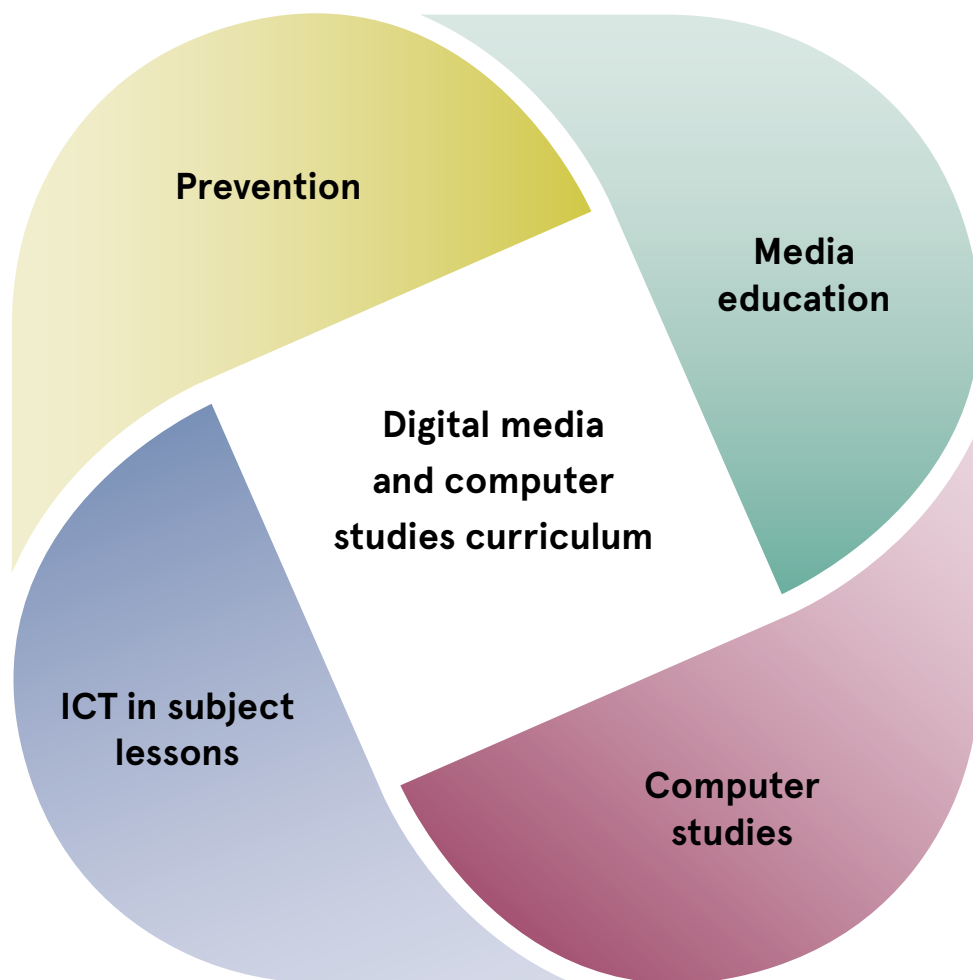 Prevention
Media
education
Digital media
and computer
studies curriculum
ICT in subject
lessons
Computer
studies